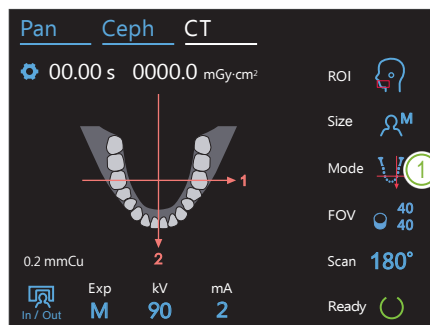 Pan Ceph CT
00.00 s 0000.0 mGy·cm²
ROI
Size M
Mode 1
1
FOV 40
40
2
0.2 mmCu
Scan 180°
Exp kV mA
In / Out M 90 2
Ready